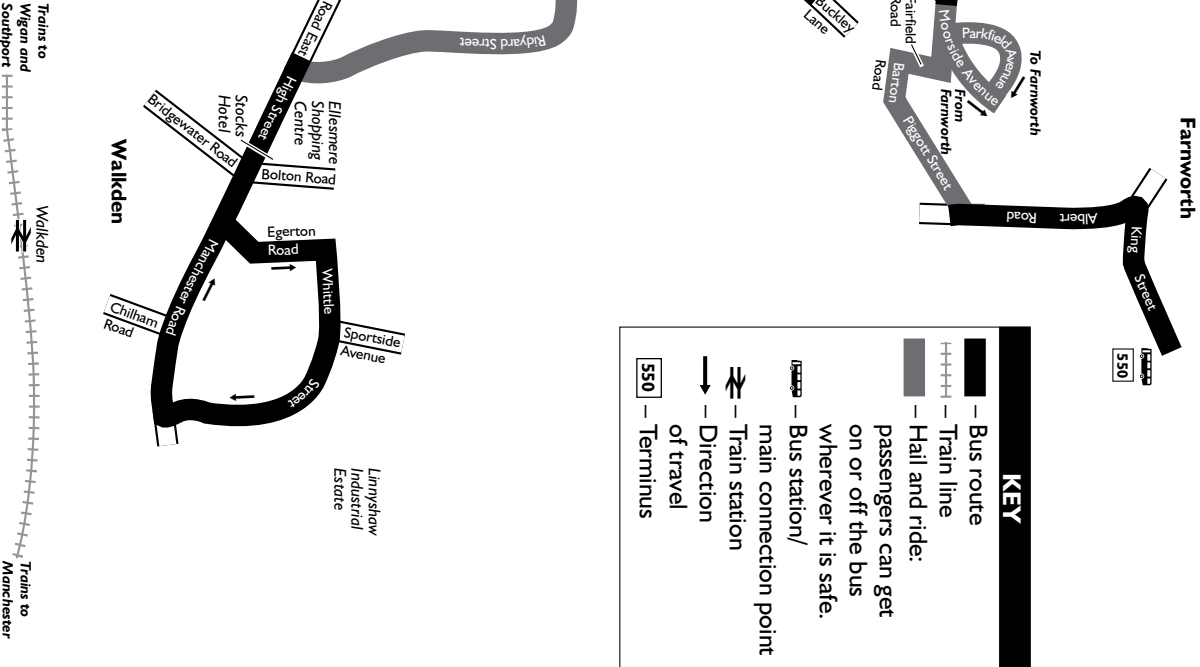 Farnworth
To Farnworth
From
Farnworth
Parkfield Avenue
Moorside Avenue
Fairfield
Road
Barton
Road
Piggott Street
Albert
Road
King
Street
550
Buckley
Lane
Ridyard Street
Road East
High Street
Ellesmere
Shopping
Centre
Stocks
Hotel
Bridgewater Road
Bolton Road
Walkden
Egerton
Road
Whittle
Street
Manchester Road
Chilham
Road
Sportside
Avenue
Linnyshaw
Industrial
Estate
Trains to
Wigan and
Southport
Walkden
Trains to
Manchester
KEY
– Bus route
– Train line
– Hail and ride:
passengers can get
on or off the bus
wherever it is safe.
– Bus station/
main connection point
– Train station
– Direction
of travel
550 – Terminus